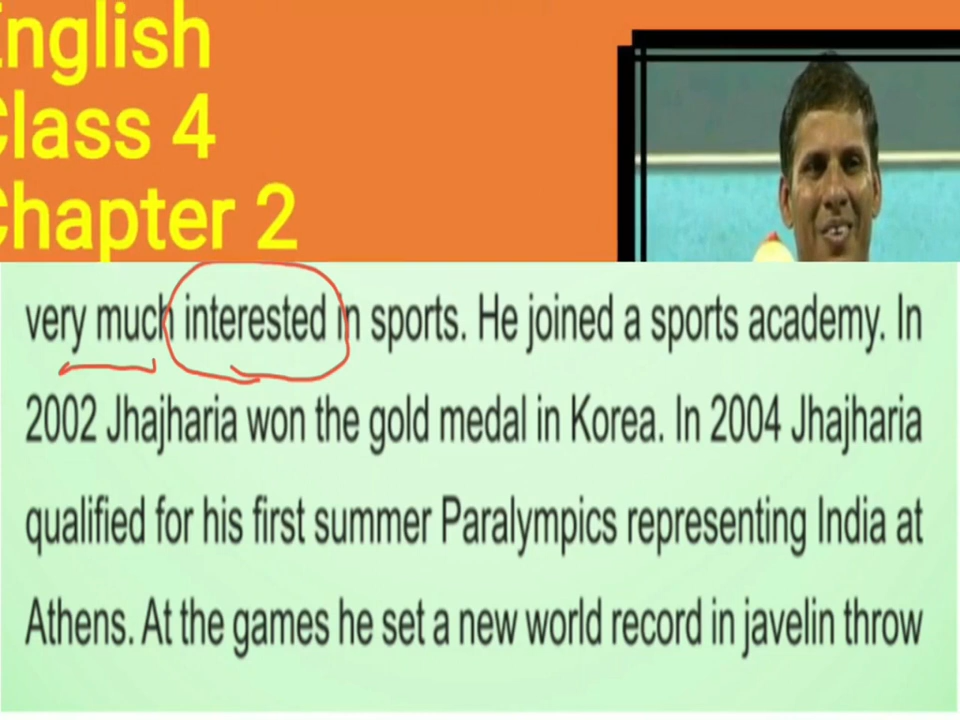 English
Class 4
Chapter 2
very much interested in sports. He joined a sports academy. In
2002 Jhajharia won the gold medal in Korea. In 2004 Jhajharia
qualified for his first summer Paralympics representing India at
Athens. At the games he set a new world record in javelin throw